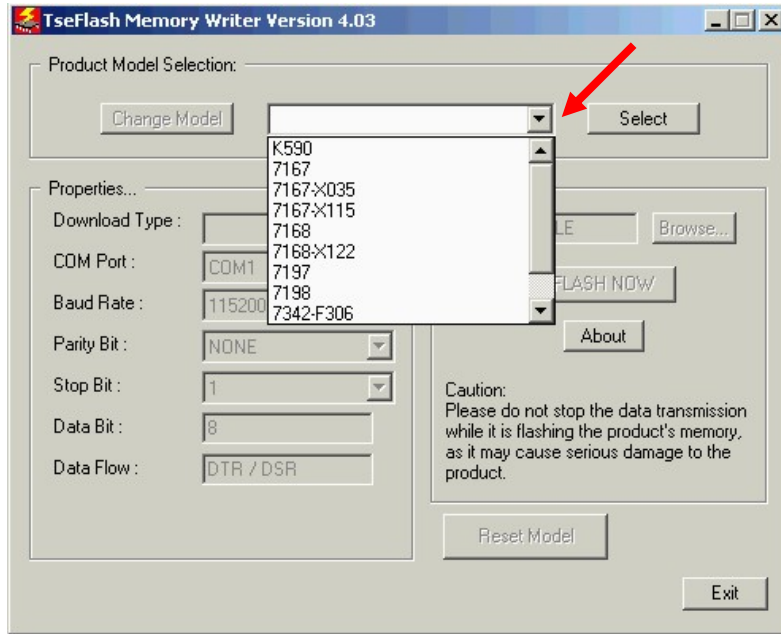 TseFlash Memory Writer Version 4.03
Product Model Selection:
Change Model
Select
K590
7167
7167-X035
7167-X115
7168
7168-X122
7197
7198
7342-F306
Properties...
Download Type :
COM Port :
COM1
Baud Rate :
115200
Parity Bit :
NONE
Stop Bit :
1
Data Bit :
8
Data Flow :
DTR / DSR
LE
Browse...
FLASH NOW
About
Caution:
Please do not stop the data transmission
while it is flashing the product's memory,
as it may cause serious damage to the
product.
Reset Model
Exit